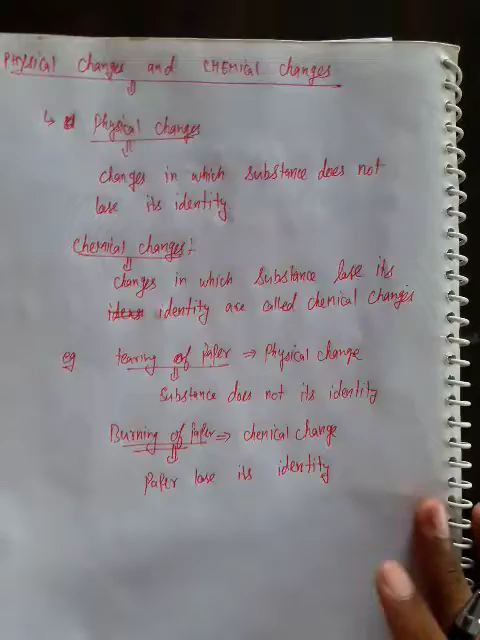 Physical changes and CHEMICAL changes
Physical changes
changes in which substance does not
lose its identity
Chemical changes:
changes in which substance lose its
identity are called chemical changes
eg tearing of paper ⇒ Physical change
Substance does not its identity
Burning of Paper ⇒ chemical change
Paper lose its identity